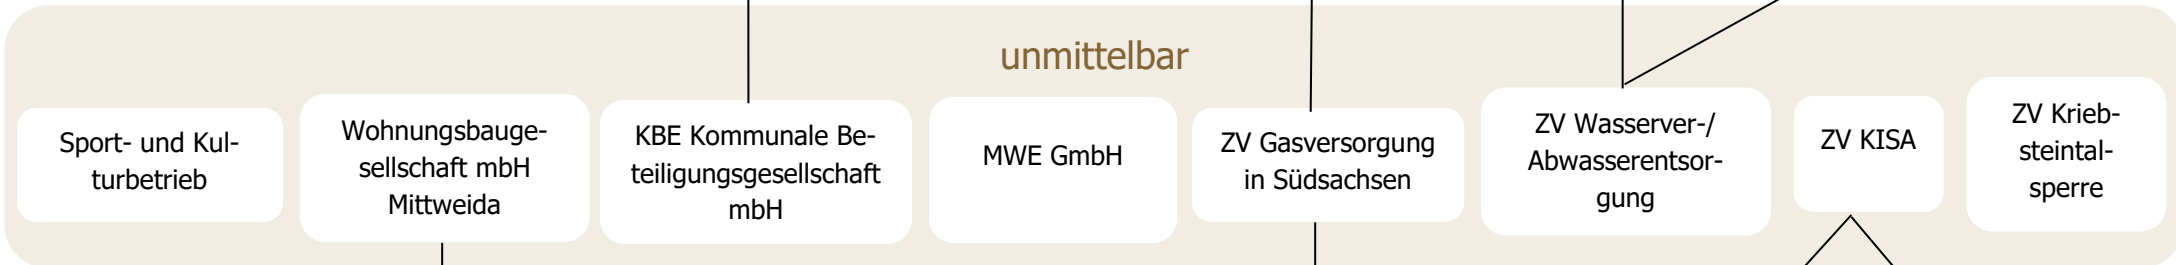 unmittelbar
Sport- und Kul-
turbetrieb
Wohnungsbauge-
sellschaft mbH
Mittweida
KBE Kommunale Be-
teiligungsgesellschaft
mbH
MWE GmbH
ZV Gasversorgung
in Südsachsen
ZV Wasserver-/
Abwasserentsor-
gung
ZV KISA
ZV Krieb-
steintal-
sperre